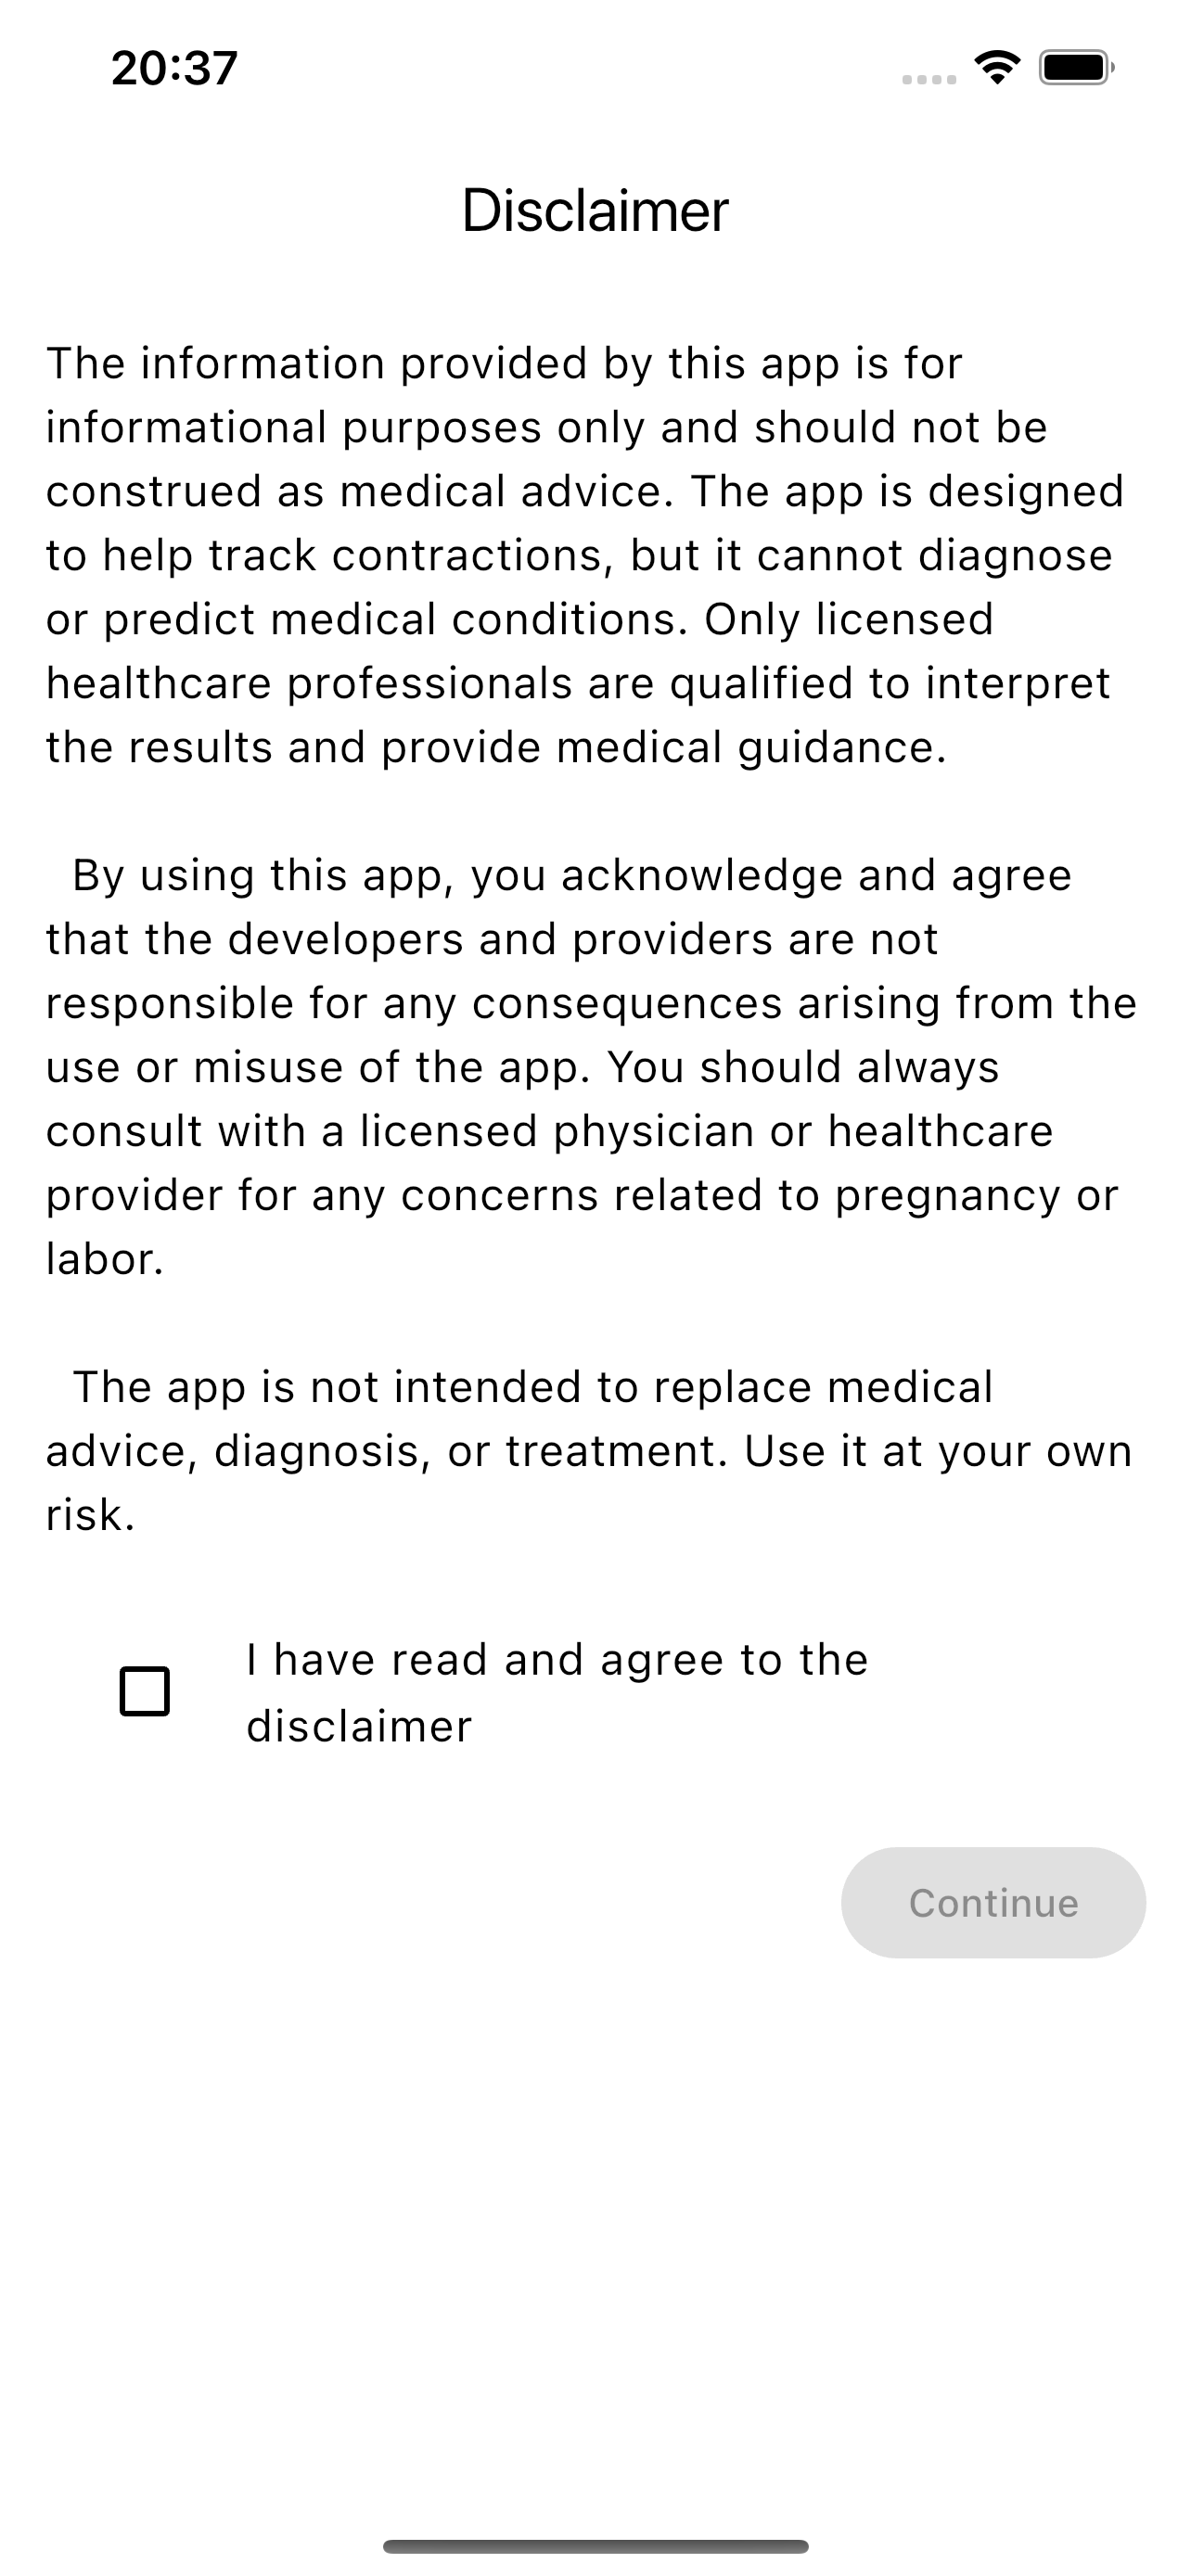 20:37
Disclaimer
The information provided by this app is for
informational purposes only and should not be
construed as medical advice. The app is designed
to help track contractions, but it cannot diagnose
or predict medical conditions. Only licensed
healthcare professionals are qualified to interpret
the results and provide medical guidance.
By using this app, you acknowledge and agree
that the developers and providers are not
responsible for any consequences arising from the
use or misuse of the app. You should always
consult with a licensed physician or healthcare
provider for any concerns related to pregnancy or
labor.
The app is not intended to replace medical
advice, diagnosis, or treatment. Use it at your own
risk.
I have read and agree to the
disclaimer
Continue